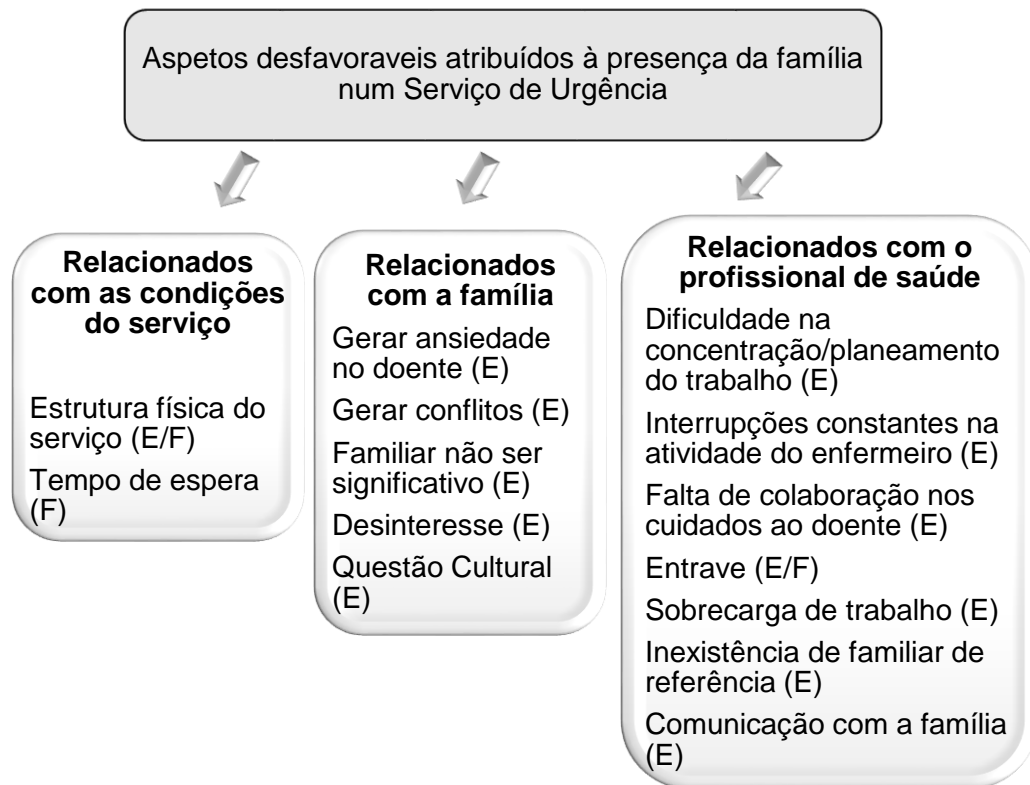 Aspetos desfavoraveis atribuídos à presença da família
num Serviço de Urgência
Relacionados
com as condições
do serviço
Estrutura física do
serviço (E/F)
Tempo de espera
(F)
Relacionados
com a família
Gerar ansiedade
no doente (E)
Gerar conflitos (E)
Familiar não ser
significativo (E)
Desinteresse (E)
Questão Cultural
(E)
Relacionados com o
profissional de saúde
Dificuldade na
concentração/planeamento
do trabalho (E)
Interrupções constantes na
atividade do enfermeiro (E)
Falta de colaboração nos
cuidados ao doente (E)
Entrave (E/F)
Sobrecarga de trabalho (E)
Inexistência de familiar de
referência (E)
Comunicação com a família
(E)